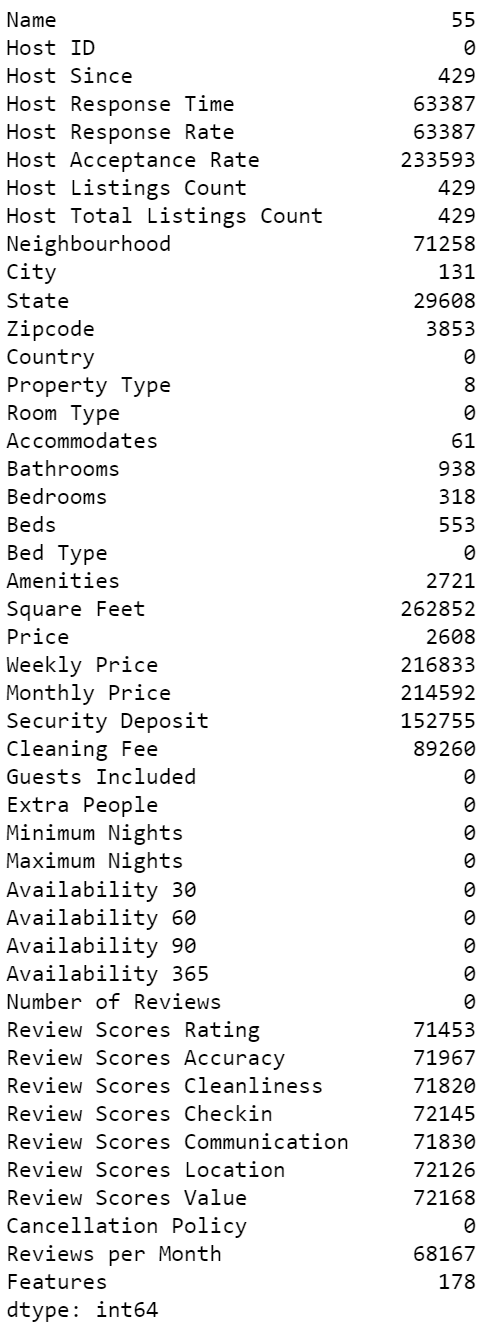 Name 55
Host ID 0
Host Since 429
Host Response Time 63387
Host Response Rate 63387
Host Acceptance Rate 233593
Host Listings Count 429
Host Total Listings Count 429
Neighbourhood 71258
City 131
State 29608
Zipcode 3853
Country 0
Property Type 8
Room Type 0
Accommodates 61
Bathrooms 938
Bedrooms 318
Beds 553
Bed Type 0
Amenities 2721
Square Feet 262852
Price 2608
Weekly Price 216833
Monthly Price 214592
Security Deposit 152755
Cleaning Fee 89260
Guests Included 0
Extra People 0
Minimum Nights 0
Maximum Nights 0
Availability 30 0
Availability 60 0
Availability 90 0
Availability 365 0
Number of Reviews 0
Review Scores Rating 71453
Review Scores Accuracy 71967
Review Scores Cleanliness 71820
Review Scores Checkin 72145
Review Scores Communication 71830
Review Scores Location 72126
Review Scores Value 72168
Cancellation Policy 0
Reviews per Month 68167
Features 178
dtype: int64